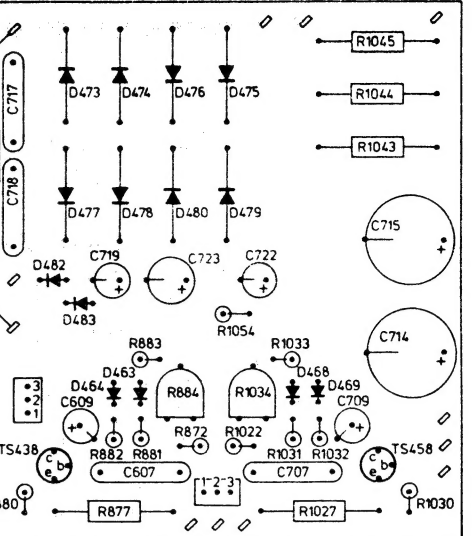 R1045
C717
D473
D474
D476
D475
R1044
R1043
C718
D477
D478
D480
D479
C715
D482
C719
C723
C722
D483
R1054
C714
R883
R1033
D463
D468
D464
R884
R1034
D469
3
2
1
C609
C709
R872
R1022
R882
R881
R1031
R1032
TS438
c
b
e
C607
C707
TS458
c
b
e
1-2-3
880
R877
R1027
R1030